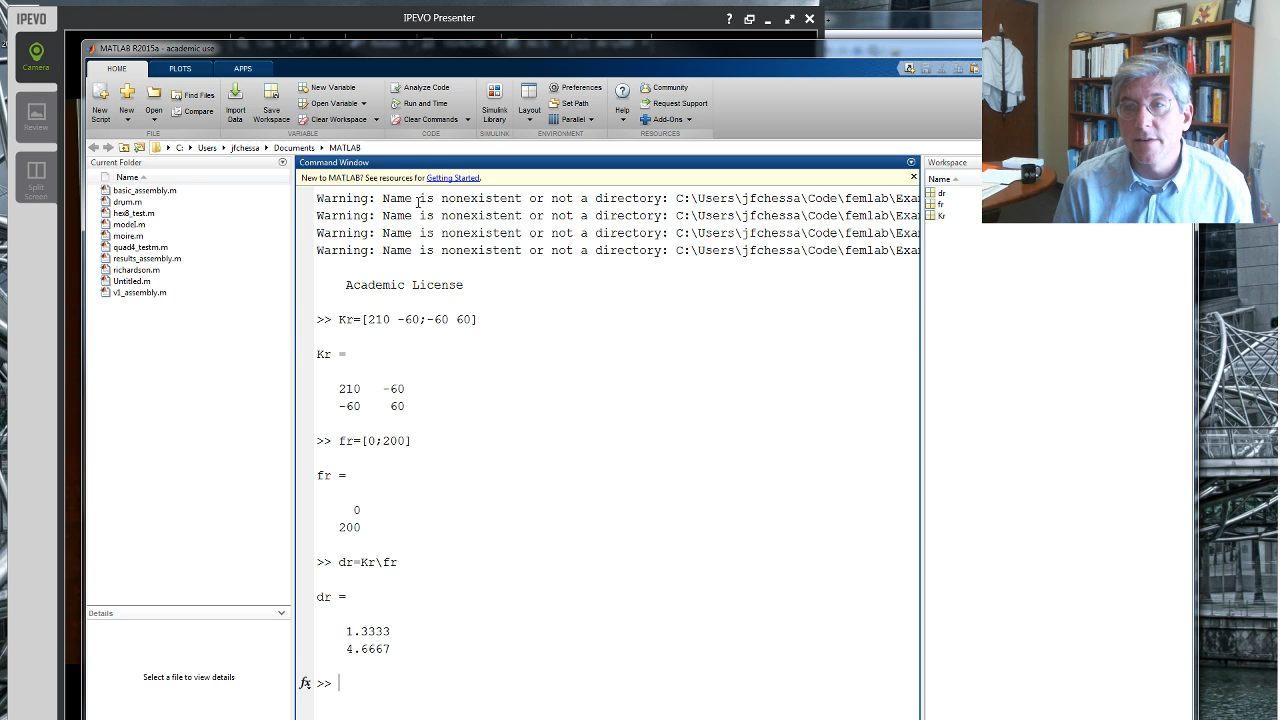 IPEVO
IPEVO Presenter
?
Camera
Review
Split
Screen
MATLAB R2015a - academic use
HOME
PLOTS
APPS
New
Script
New
Open
Find Files
Compare
FILE
Import
Data
Save
Workspace
New Variable
Open Variable
Clear Workspace
VARIABLE
Analyze Code
Run and Time
Clear Commands
CODE
Simulink
Library
SIMULINK
Layout
Preferences
Set Path
Parallel
ENVIRONMENT
?
Help
Community
Request Support
Add-Ons
RESOURCES
C: Users jfchessa Documents MATLAB
Current Folder
Name
basic_assembly.m
drum.m
hex8_test.m
model.m
moire.m
quad4_testm.m
results_assembly.m
richardson.m
Untitled.m
v1_assembly.m
Details
Select a file to view details
Command Window
New to MATLAB? See resources for Getting Started.
Warning: Name is nonexistent or not a directory: C:\Users\jfchessa\Code\femlab\Exa
Warning: Name is nonexistent or not a directory: C:\Users\jfchessa\Code\femlab\Exa
Warning: Name is nonexistent or not a directory: C:\Users\jfchessa\Code\femlab\Exa
Warning: Name is nonexistent or not a directory: C:\Users\jfchessa\Code\femlab\Exa
Academic License
>> Kr=[210 -60;-60 60]
Kr =
210 -60
-60 60
>> fr=[0;200]
fr =
0
200
>> dr=Kr\fr
dr =
1.3333
4.6667
fx >>
Workspace
Name
dr
fr
Kr